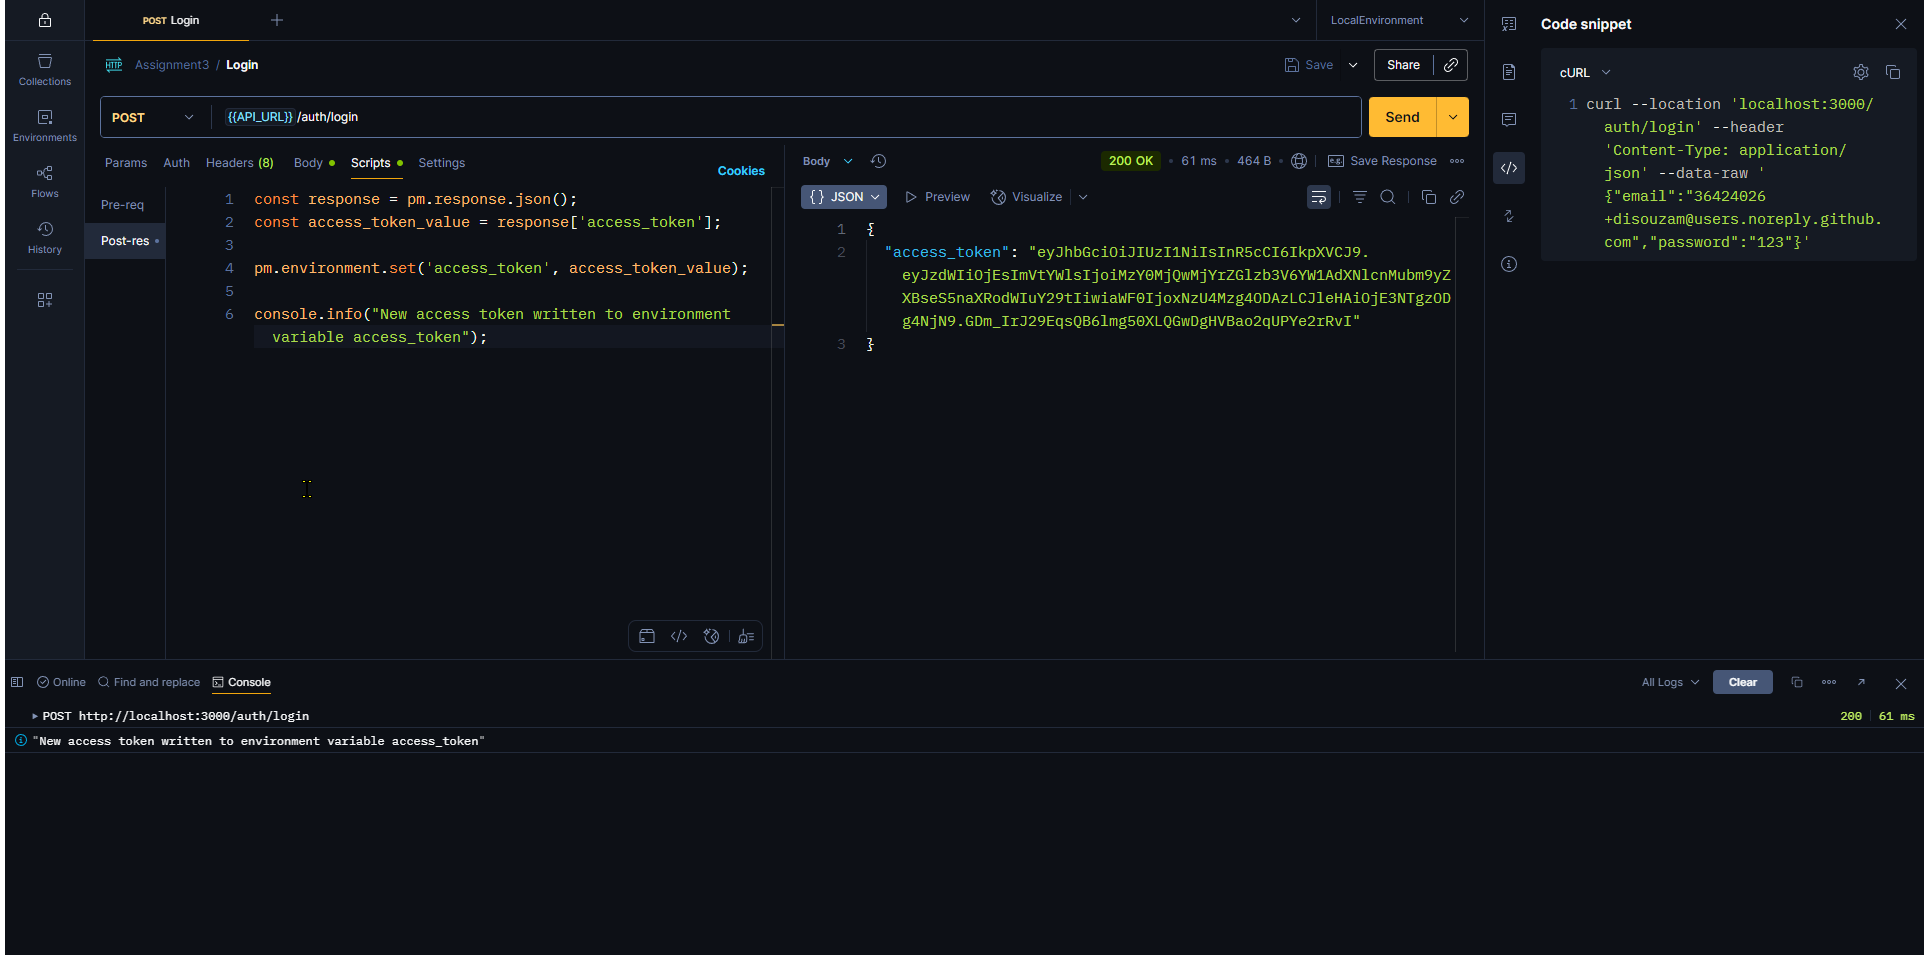 POST Login
LocalEnvironment
Code snippet
Collections
Environments
Flows
History
HTTP Assignment3 / Login
Save
Share
POST
{{API_URL}} /auth/login
Send
Params
Auth
Headers (8)
Body
Scripts
Settings
Cookies
Pre-req
Post-res
1 const response = pm.response.json();
2 const access_token_value = response['access_token'];
3
4 pm.environment.set('access_token', access_token_value);
5
6 console.info("New access token written to environment
variable access_token");
Body
200 OK • 61 ms • 464 B
e.g. Save Response
{} JSON
Preview
Visualize
1 {
2 "access_token": "eyJhbGciOiJIUzI1NiIsInR5cCI6IkpXVCJ9.
eyJzdWIiOjEsImVtYWlsIjoiMzY0MjQwMjYrZGlzb3V6YW1AdXNlcnMubm9yZ
XBseS5naXRodWIuY29tIiwiaWF0IjoxNzU4Mzg4ODAzLCJleHAiOjE3NTgzOD
g4NjN9.GDm_IrJ29EqsQB6lmg50XLQGwDgHVBao2qUPYe2rRvI"
3 }
cURL
1 curl --location 'localhost:3000/
auth/login' --header
'Content-Type: application/
json' --data-raw '
{"email":"36424026
+disouzam@users.noreply.github.
com","password":"123"}'
Online
Find and replace
Console
All Logs
Clear
POST http://localhost:3000/auth/login
200 61 ms
"New access token written to environment variable access_token"